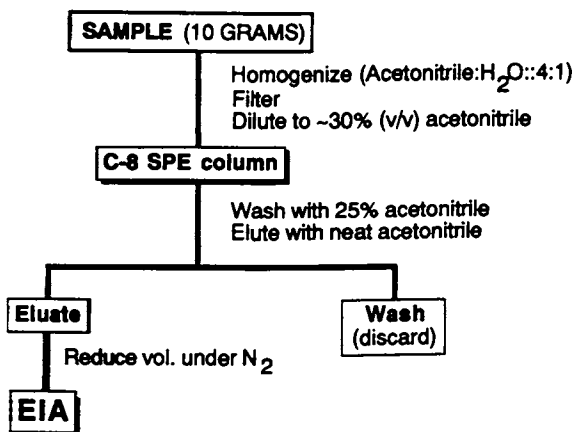 SAMPLE (10 GRAMS)
Homogenize (Acetonitrile:H2O::4:1)
Filter
Dilute to ~30% (v/v) acetonitrile
C-8 SPE column
Wash with 25% acetonitrile
Elute with neat acetonitrile
Eluate
Wash
(discard)
Reduce vol. under N2
EIA